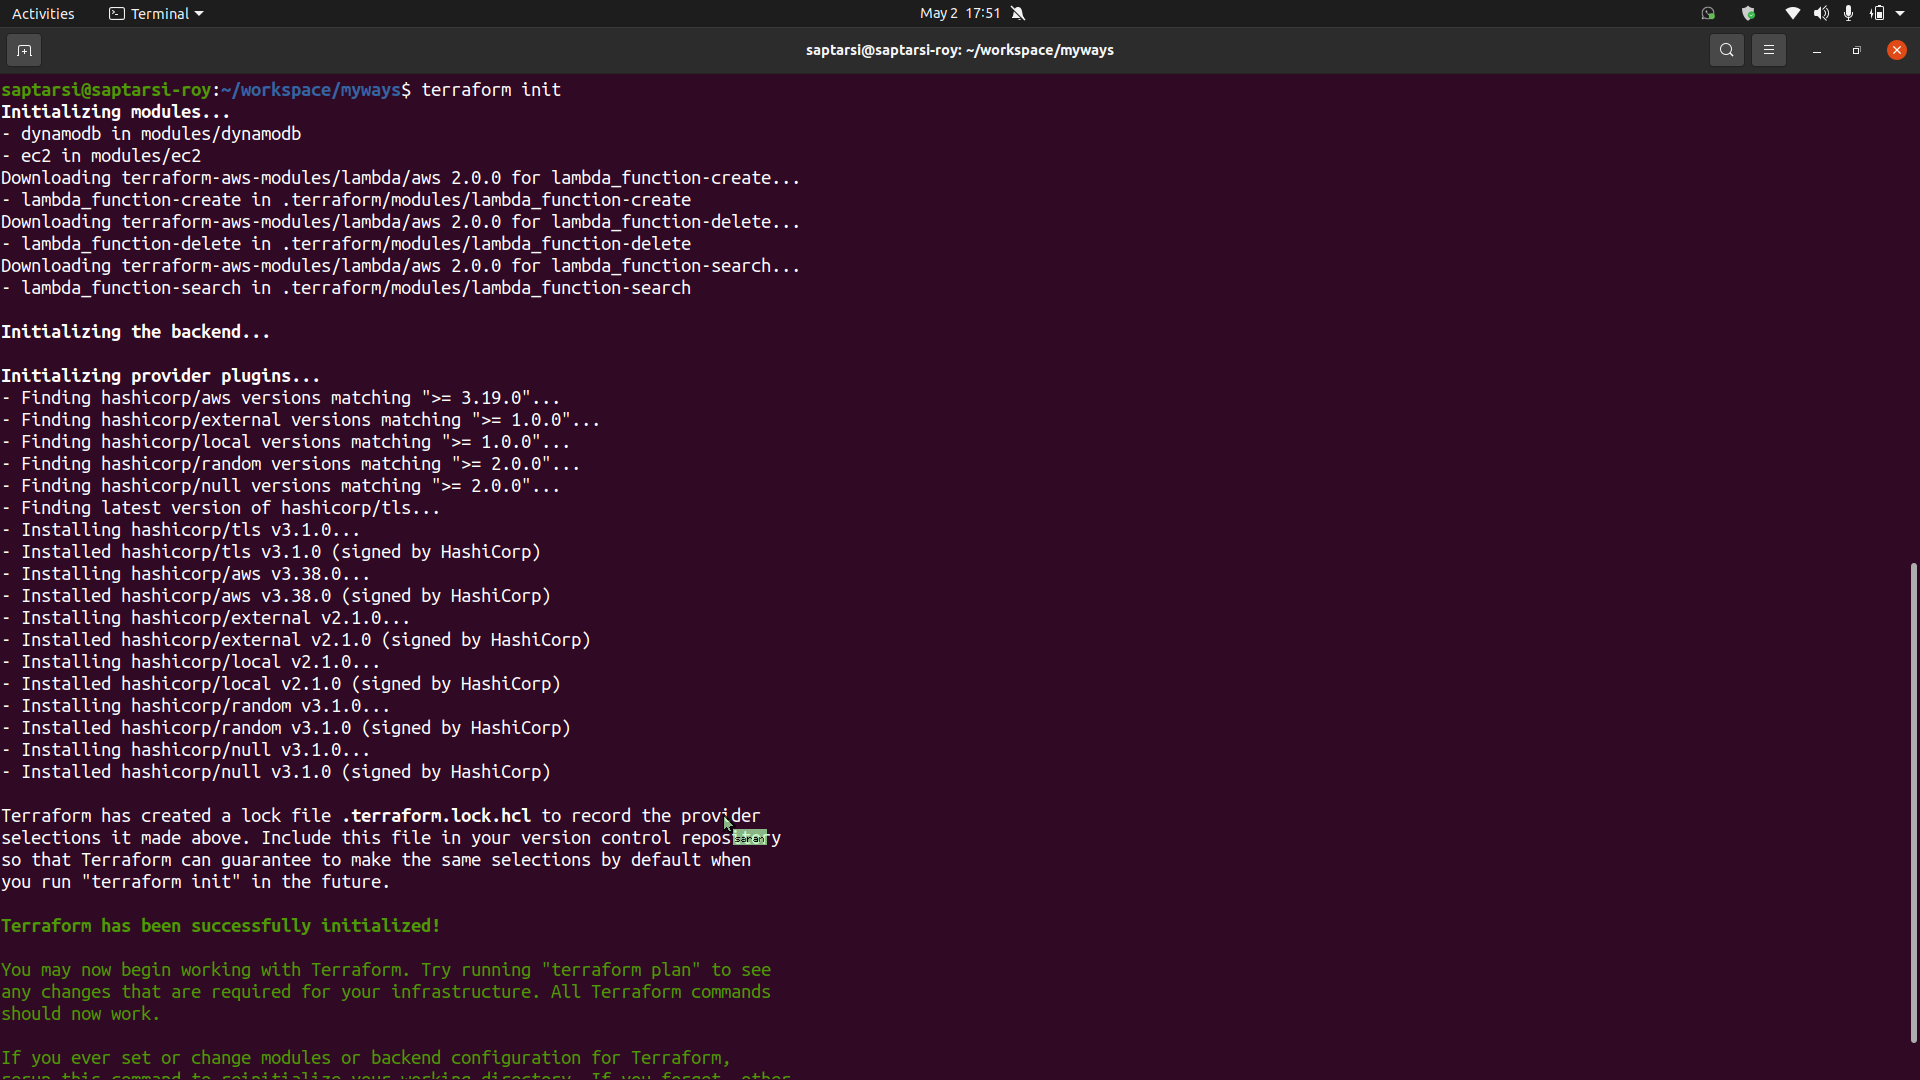 Activities Terminal May 2 17:51
saptarsi@saptarsi-roy: ~/workspace/myways
saptarsi@saptarsi-roy:~/workspace/myways$ terraform init
Initializing modules...
- dynamodb in modules/dynamodb
- ec2 in modules/ec2
Downloading terraform-aws-modules/lambda/aws 2.0.0 for lambda_function-create...
- lambda_function-create in .terraform/modules/lambda_function-create
Downloading terraform-aws-modules/lambda/aws 2.0.0 for lambda_function-delete...
- lambda_function-delete in .terraform/modules/lambda_function-delete
Downloading terraform-aws-modules/lambda/aws 2.0.0 for lambda_function-search...
- lambda_function-search in .terraform/modules/lambda_function-search
Initializing the backend...
Initializing provider plugins...
- Finding hashicorp/aws versions matching ">= 3.19.0"...
- Finding hashicorp/external versions matching ">= 1.0.0"...
- Finding hashicorp/local versions matching ">= 1.0.0"...
- Finding hashicorp/random versions matching ">= 2.0.0"...
- Finding hashicorp/null versions matching ">= 2.0.0"...
- Finding latest version of hashicorp/tls...
- Installing hashicorp/tls v3.1.0...
- Installed hashicorp/tls v3.1.0 (signed by HashiCorp)
- Installing hashicorp/aws v3.38.0...
- Installed hashicorp/aws v3.38.0 (signed by HashiCorp)
- Installing hashicorp/external v2.1.0...
- Installed hashicorp/external v2.1.0 (signed by HashiCorp)
- Installing hashicorp/local v2.1.0...
- Installed hashicorp/local v2.1.0 (signed by HashiCorp)
- Installing hashicorp/random v3.1.0...
- Installed hashicorp/random v3.1.0 (signed by HashiCorp)
- Installing hashicorp/null v3.1.0...
- Installed hashicorp/null v3.1.0 (signed by HashiCorp)
Terraform has created a lock file .terraform.lock.hcl to record the provider
selections it made above. Include this file in your version control repository
so that Terraform can guarantee to make the same selections by default when
you run "terraform init" in the future.
Terraform has been successfully initialized!
You may now begin working with Terraform. Try running "terraform plan" to see
any changes that are required for your infrastructure. All Terraform commands
should now work.
If you ever set or change modules or backend configuration for Terraform,
rerun this command to reinitialize your working directory. If you forget, other